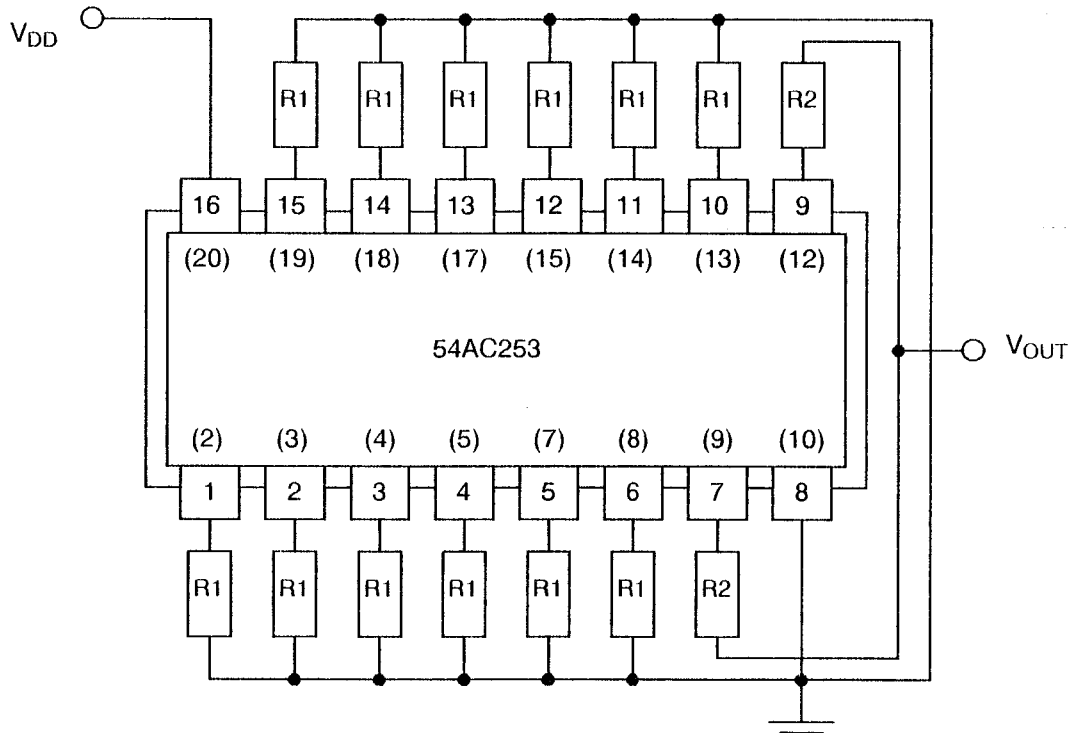 V_DD
R1 R1 R1 R1 R1 R1 R2
16 15 14 13 12 11 10 9
(20) (19) (18) (17) (15) (14) (13) (12)
54AC253
V_OUT
(2) (3) (4) (5) (7) (8) (9) (10)
1 2 3 4 5 6 7 8
R1 R1 R1 R1 R1 R1 R2